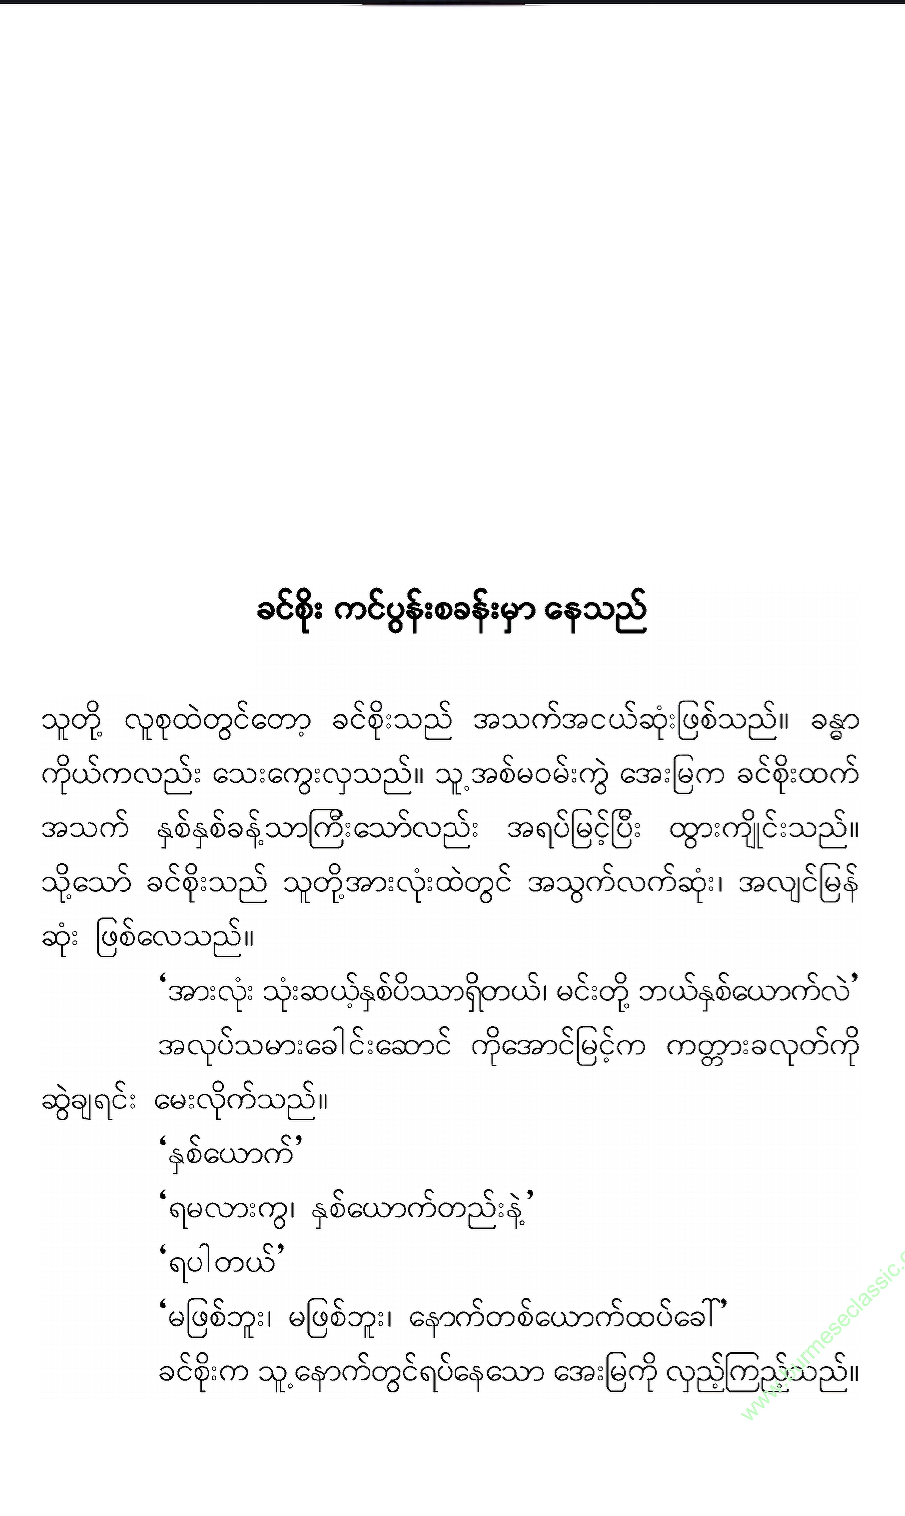 ခင်စိုး ကင်ပွန်းစခန်းမှာ နေသည်
သူတို့ လူစုထဲတွင်တော့ ခင်စိုးသည် အသက်အငယ်ဆုံးဖြစ်သည်။ ခန္ဓာ
ကိုယ်ကလည်း သေးကွေးလှသည်။ သူ့အစ်မဝမ်းကွဲ အေးမြက ခင်စိုးထက်
အသက် နှစ်နှစ်ခန့်သာကြီးသော်လည်း အရပ်မြင့်ပြီး ထွားကျိုင်းသည်။
သို့သော် ခင်စိုးသည် သူတို့အားလုံးထဲတွင် အသွက်လက်ဆုံး၊ အလျင်မြန်
ဆုံး ဖြစ်လေသည်။
‘အားလုံး သုံးဆယ့်နှစ်ပိဿာရှိတယ်၊ မင်းတို့ ဘယ်နှစ်ယောက်လဲ’
အလုပ်သမားခေါင်းဆောင် ကိုအောင်မြင့်က ကတ္တားခလုတ်ကို
ဆွဲချရင်း မေးလိုက်သည်။
‘နှစ်ယောက်’
‘ရမလားကွ၊ နှစ်ယောက်တည်းနဲ့’
‘ရပါတယ်’
‘မဖြစ်ဘူး၊ မဖြစ်ဘူး၊ နောက်တစ်ယောက်ထပ်ခေါ်’
ခင်စိုးက သူ့နောက်တွင်ရပ်နေသော အေးမြကို လှည့်ကြည့်သည်။